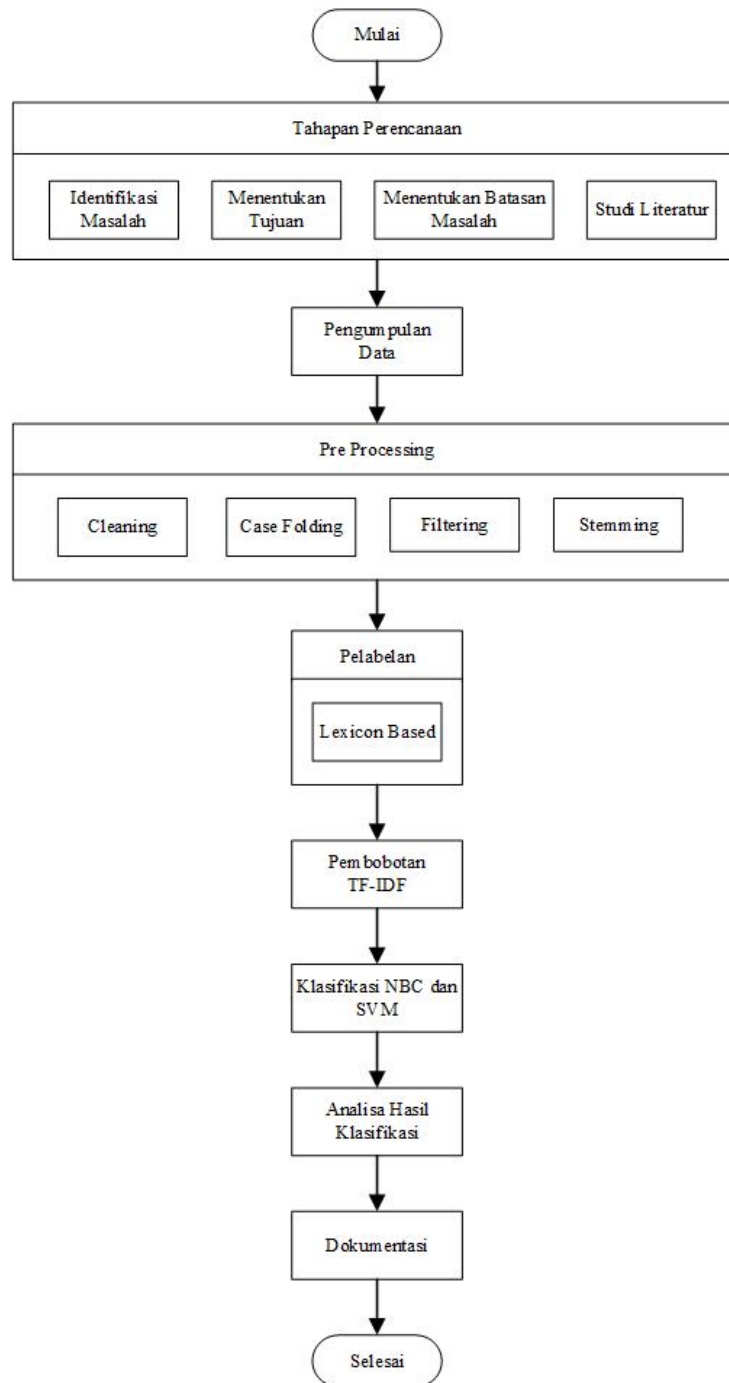 Mulai
Tahapan Perencanaan
Identifikasi
Masalah
Menentukan
Tujuan
Menentukan Batasan
Masalah
Studi Literatur
Pengumpulan
Data
Pre Processing
Cleaning
Case Folding
Filtering
Stemming
Pelabelan
Lexicon Based
Pembobotan
TF-IDF
Klasifikasi NBC dan
SVM
Analisa Hasil
Klasifikasi
Dokumentasi
Selesai